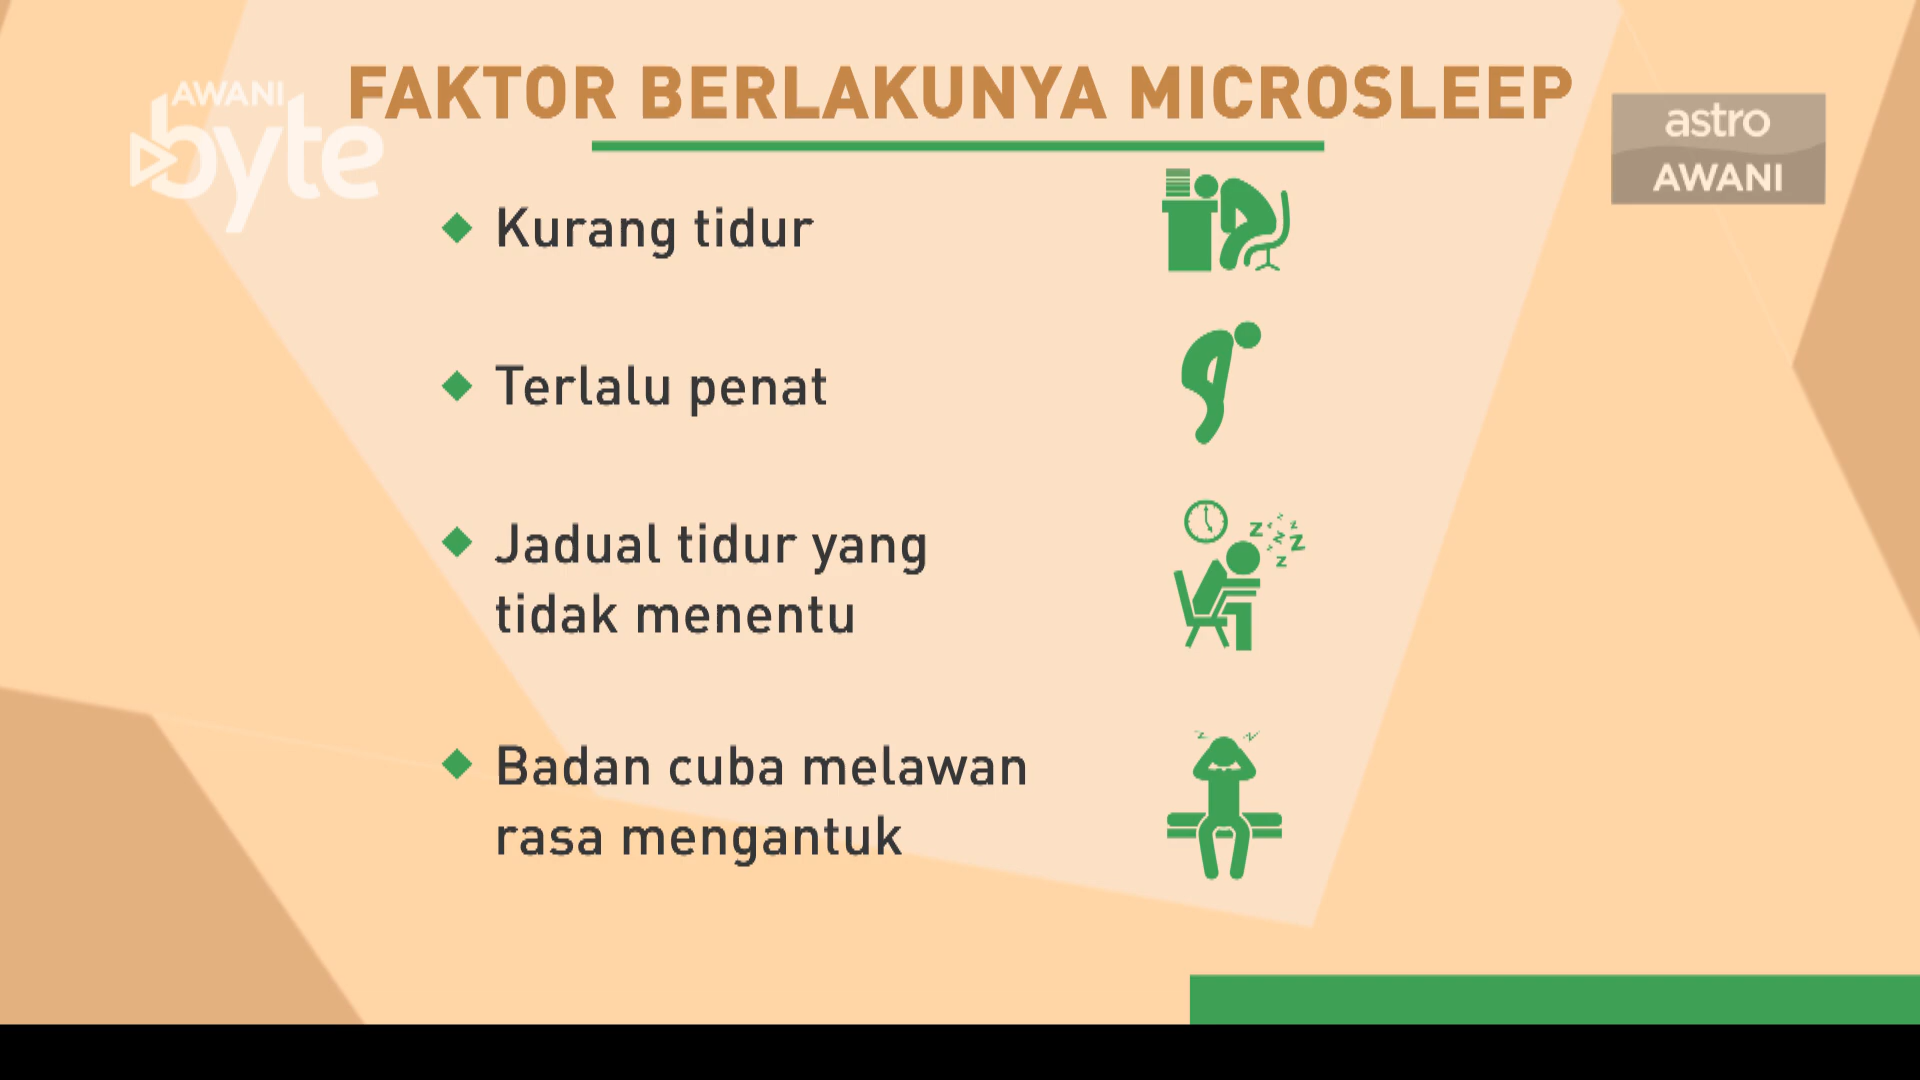 FAKTOR BERLAKUNYA MICROSLEEP
AWANI
byte
astro
AWANI
Kurang tidur
Terlalu penat
Jadual tidur yang
tidak menentu
Badan cuba melawan
rasa mengantuk